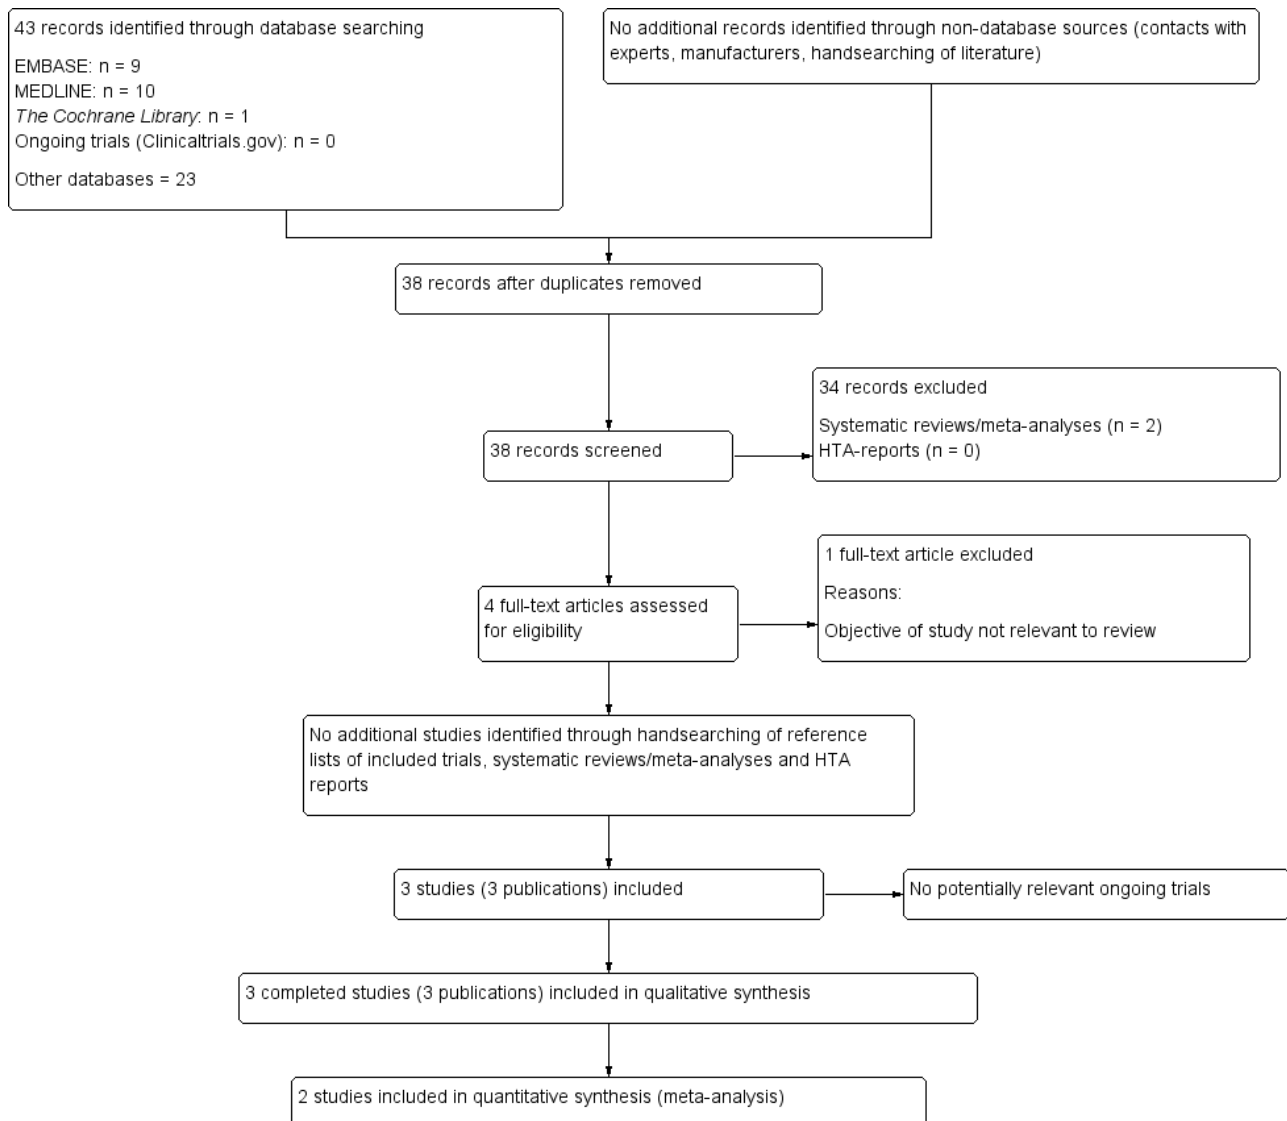 43 records identified through database searching
EMBASE: n = 9
MEDLINE: n = 10
The Cochrane Library: n = 1
Ongoing trials (Clinicaltrials.gov): n = 0
Other databases = 23
No additional records identified through non-database sources (contacts with
experts, manufacturers, handsearching of literature)
38 records after duplicates removed
34 records excluded
Systematic reviews/meta-analyses (n = 2)
HTA-reports (n = 0)
38 records screened
1 full-text article excluded
Reasons:
Objective of study not relevant to review
4 full-text articles assessed
for eligibility
No additional studies identified through handsearching of reference
lists of included trials, systematic reviews/meta-analyses and HTA
reports
3 studies (3 publications) included
No potentially relevant ongoing trials
3 completed studies (3 publications) included in qualitative synthesis
2 studies included in quantitative synthesis (meta-analysis)